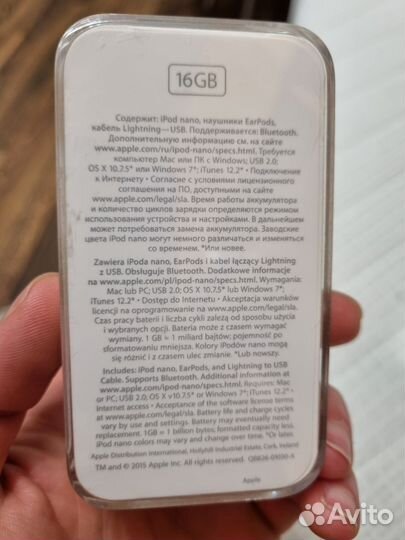 16GB
Содержит: iPod nano, наушники EarPods,
кабель Lightning—USB. Поддерживается: Bluetooth.
Дополнительную информацию см. на сайте
www.apple.com/ru/ipod-nano/specs.html. Требуется
компьютер Mac или ПК с Windows; USB 2.0;
OS X 10.7.5* или Windows 7*; iTunes 12.2* • Подключение
к Интернету • Согласие с условиями лицензионного
соглашения на ПО, доступными на сайте
www.apple.com/legal/sla. Время работы аккумулятора
и количество циклов зарядки определяются режимом
использования устройства и настройками. В дальнейшем
может потребоваться замена аккумулятора. Заводские
цвета iPod nano могут немного различаться и изменяться
со временем. *Или новее.
Zawiera iPoda nano, EarPods i kabel łączący Lightning
z USB. Obsługuje Bluetooth. Dodatkowe informacje
na www.apple.com/pl/ipod-nano/specs.html. Wymagania:
Mac lub PC; USB 2.0; OS X 10.7.5* lub Windows 7*;
iTunes 12.2* • Dostęp do Internetu • Akceptacja warunków
licencji na oprogramowanie na www.apple.com/legal/sla.
Czas pracy baterii i liczba cykli zależą od sposobu użycia
i wybranych opcji. Bateria może z czasem wymagać
wymiany. 1 GB = 1 miliard bajtów; pojemność po
sformatowaniu mniejsza. Kolory iPodów nano mogą
się różnić i z czasem ulec zmianie. *Lub nowszy.
Includes: iPod nano, EarPods, and Lightning to USB
Cable. Supports Bluetooth. Additional information at
www.apple.com/ipod-nano/specs.html. Requires: Mac
or PC; USB 2.0; OS X v10.7.5* or Windows 7*; iTunes 12.2*
Internet access • Acceptance of the software license terms
at www.apple.com/legal/sla. Battery life and charge cycles
vary by use and settings. Battery may eventually need
replacement. 1GB = 1 billion bytes; formatted capacity less.
iPod nano colors may vary and change over time. *Or later.
Apple Distribution International, Hollyhill Industrial Estate, Cork, Ireland
TM and © 2015 Apple Inc. All rights reserved.
Apple
Avito